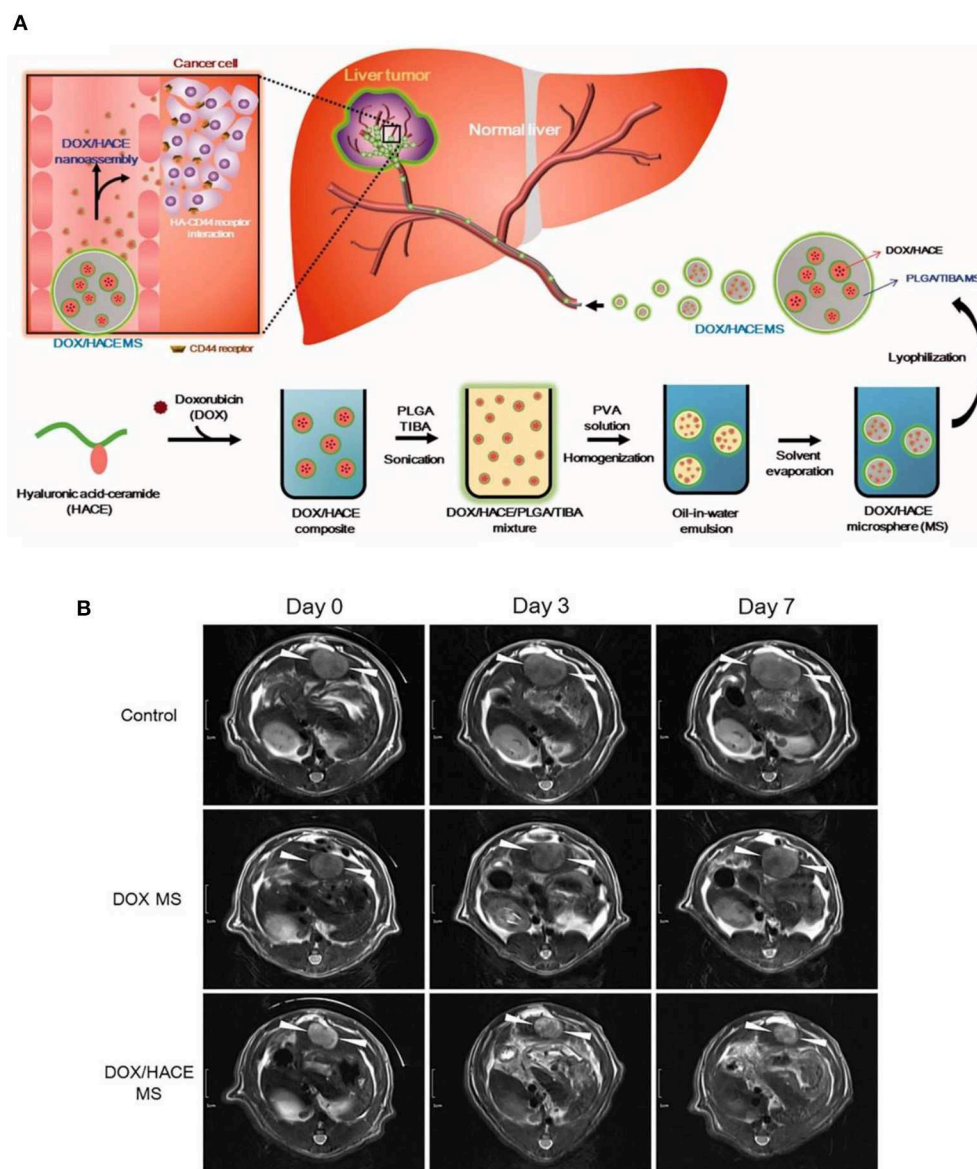 A
Cancer cell
DOX/HACE
nanoassembly
HA-CD44 receptor
interaction
DOX/HACE MS
CD44 receptor
Liver tumor
Normal liver
DOX/HACE
PLGA/TIBA MS
DOX/HACE MS
Lyophilization
Hyaluronic acid-ceramide
(HACE)
Doxorubicin
(DOX)
DOX/HACE
composite
PLGA
TIBA
Sonication
DOX/HACE/PLGA/TIBA
mixture
PVA
solution
Homogenization
Oil-in-water
emulsion
Solvent
evaporation
DOX/HACE
microsphere (MS)
B
Day 0
Day 3
Day 7
Control
DOX MS
DOX/HACE
MS